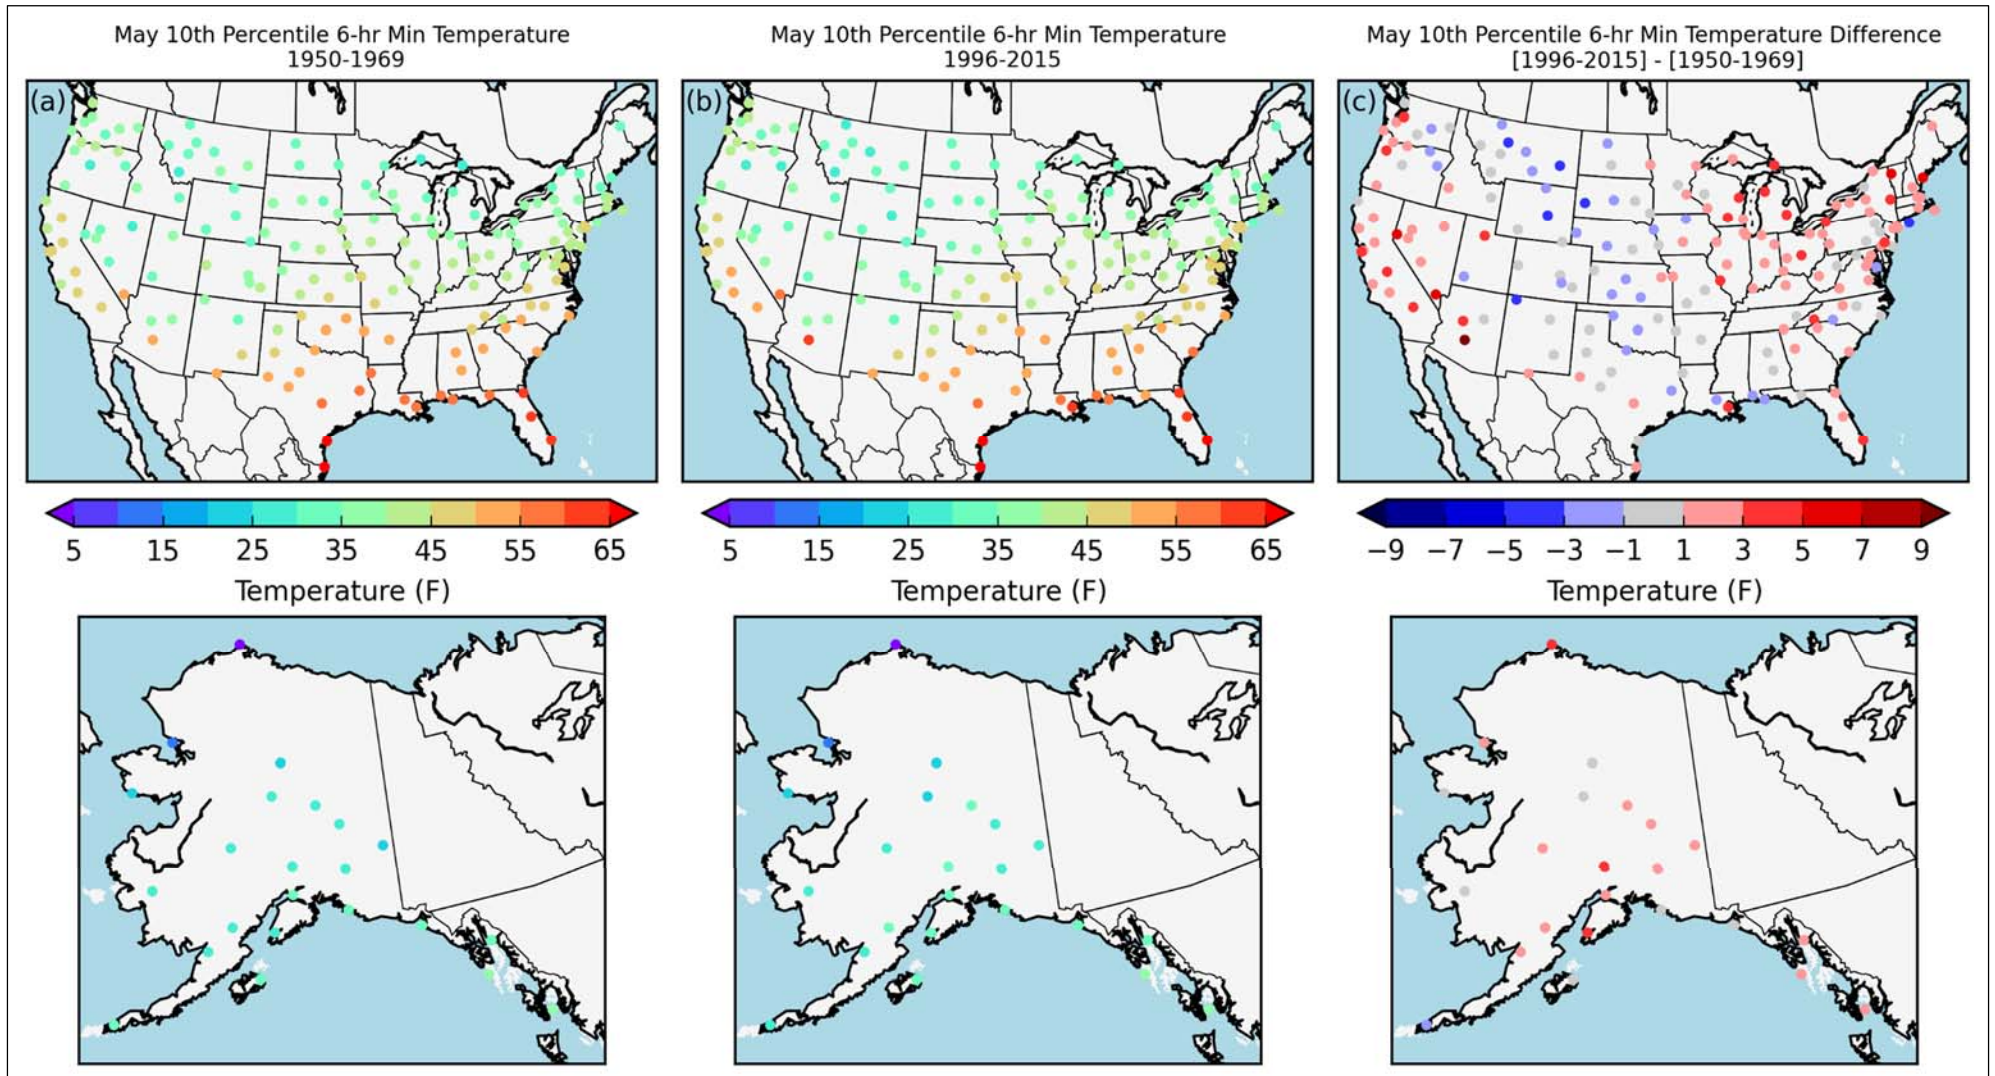 May 10th Percentile 6-hr Min Temperature
1950-1969
May 10th Percentile 6-hr Min Temperature
1996-2015
May 10th Percentile 6-hr Min Temperature Difference
[1996-2015] - [1950-1969]
(a)
(b)
(c)
5 15 25 35 45 55 65
5 15 25 35 45 55 65
−9 −7 −5 −3 −1 1 3 5 7 9
Temperature (F)
Temperature (F)
Temperature (F)